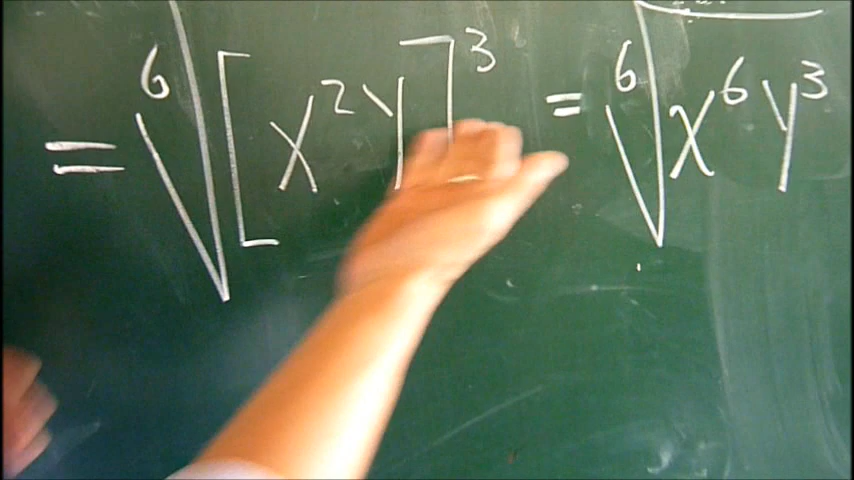 = ⁶√[x²y]³ = ⁶√x⁶y³